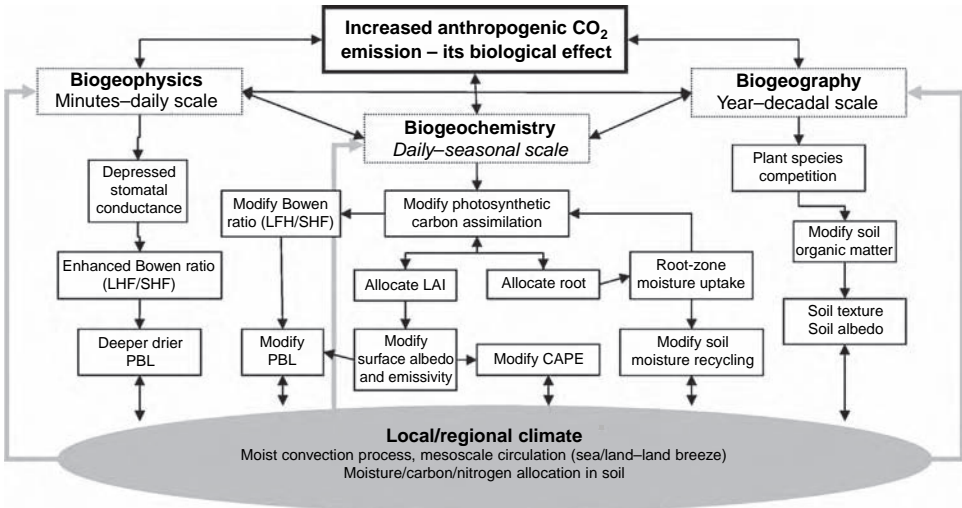 Increased anthropogenic CO₂
emission – its biological effect
Biogeophysics
Minutes–daily scale
Biogeography
Year–decadal scale
Biogeochemistry
Daily–seasonal scale
Depressed
stomatal
conductance
Enhanced Bowen ratio
(LHF/SHF)
Deeper drier
PBL
Modify Bowen
ratio (LFH/SHF)
Modify
PBL
Modify photosynthetic
carbon assimilation
Allocate LAI
Allocate root
Modify
surface albedo
and emissivity
Modify CAPE
Root-zone
moisture uptake
Modify soil
moisture recycling
Plant species
competition
Modify soil
organic matter
Soil texture
Soil albedo
Local/regional climate
Moist convection process, mesoscale circulation (sea/land–land breeze)
Moisture/carbon/nitrogen allocation in soil